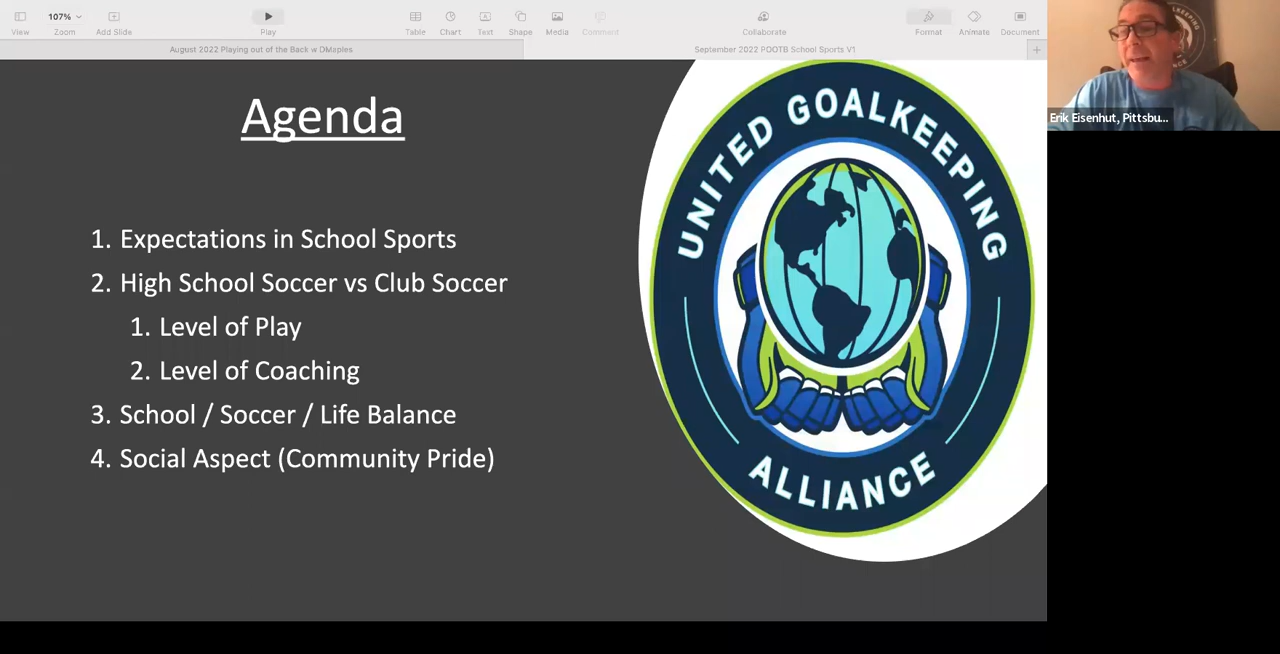 107%
View
Zoom
Add Slide
Play
Table
Chart
Text
Shape
Media
Comment
Collaborate
Format
Animate
Document
August 2022 Playing out of the Back w DMaples
September 2022 POOTB School Sports V1
Erik Eisenhut, Pittsbu...
Agenda
1. Expectations in School Sports
2. High School Soccer vs Club Soccer
1. Level of Play
2. Level of Coaching
3. School / Soccer / Life Balance
4. Social Aspect (Community Pride)
UNITED GOALKEEPING
ALLIANCE